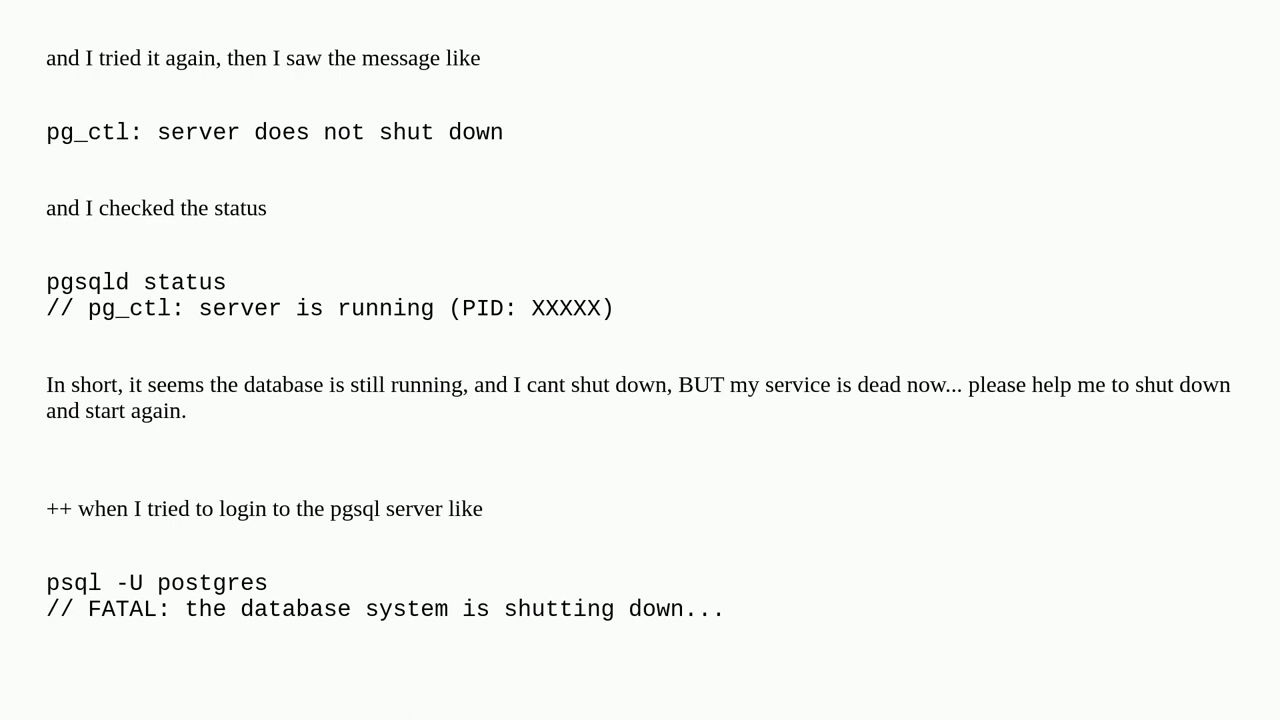 and I tried it again, then I saw the message like
pg_ctl: server does not shut down
and I checked the status
pgsqld status
// pg_ctl: server is running (PID: XXXXX)
In short, it seems the database is still running, and I cant shut down, BUT my service is dead now... please help me to shut down
and start again.
++ when I tried to login to the pgsql server like
psql -U postgres
// FATAL: the database system is shutting down...